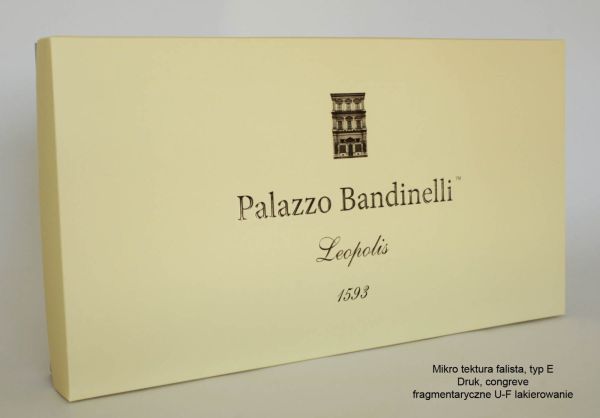 Palazzo Bandinelli™
Leopolis
1593
Mikro tektura falista, typ E
Druk, congreve
fragmentaryczne U-F lakierowanie